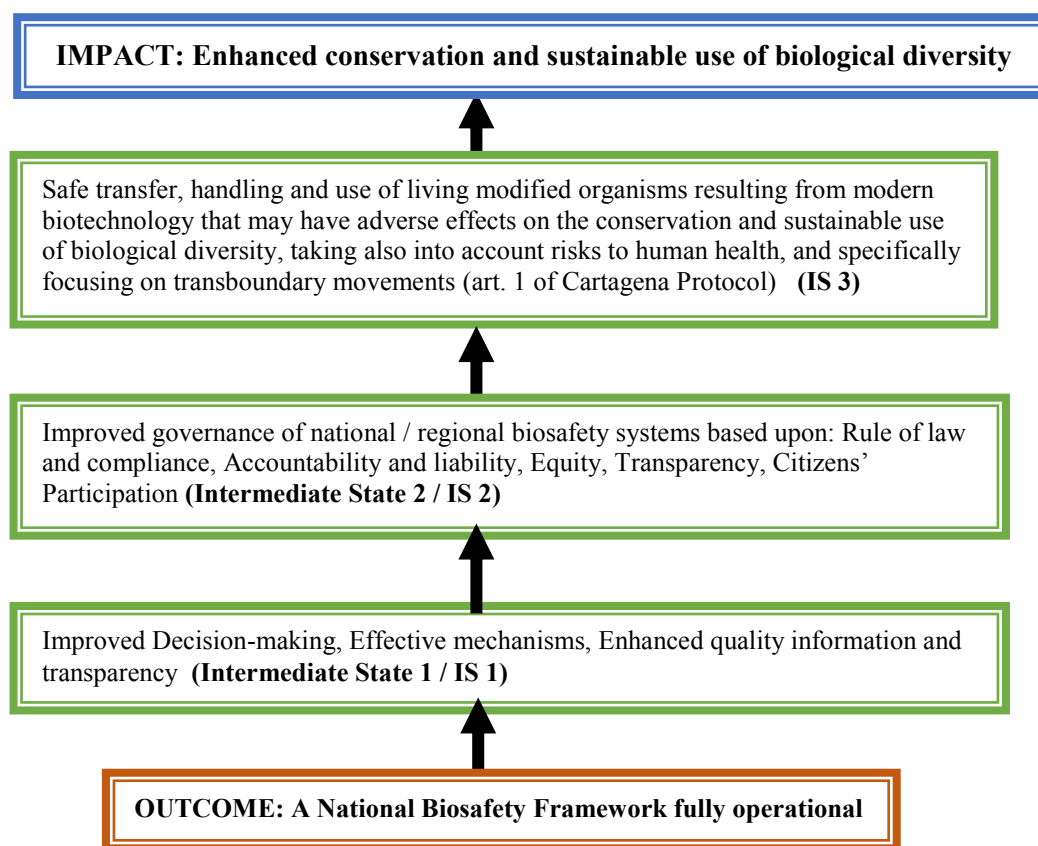 IMPACT: Enhanced conservation and sustainable use of biological diversity
Safe transfer, handling and use of living modified organisms resulting from modern
biotechnology that may have adverse effects on the conservation and sustainable use
of biological diversity, taking also into account risks to human health, and specifically
focusing on transboundary movements (art. 1 of Cartagena Protocol) (IS 3)
Improved governance of national / regional biosafety systems based upon: Rule of law
and compliance, Accountability and liability, Equity, Transparency, Citizens’
Participation (Intermediate State 2 / IS 2)
Improved Decision-making, Effective mechanisms, Enhanced quality information and
transparency (Intermediate State 1 / IS 1)
OUTCOME: A National Biosafety Framework fully operational